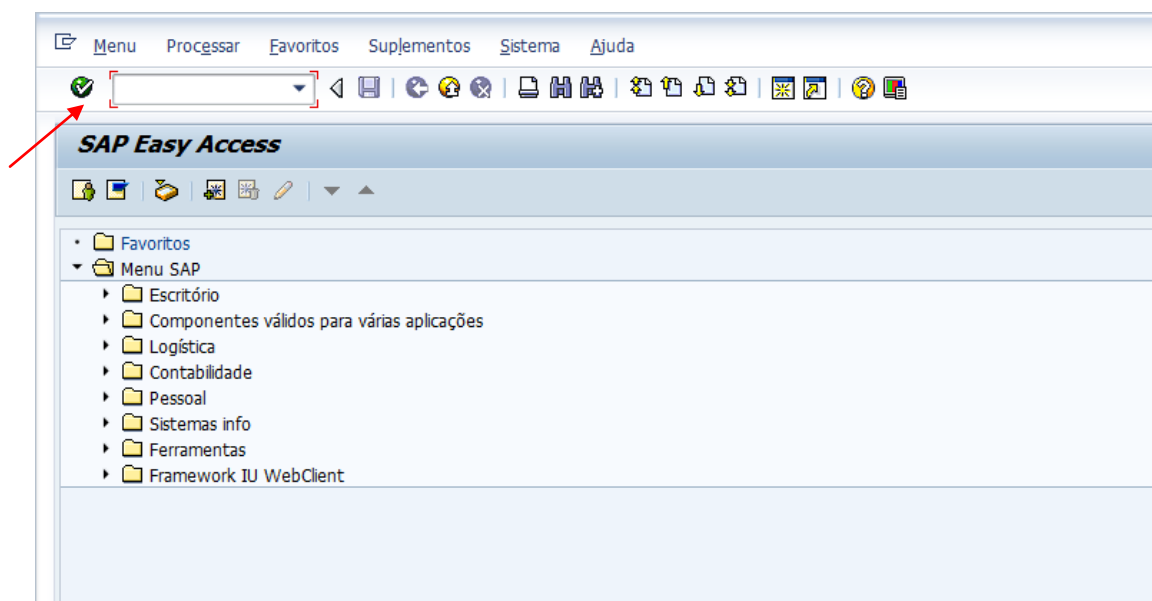 Menu Processar Favoritos Suplementos Sistema Ajuda
SAP Easy Access
Favoritos
Menu SAP
Escritório
Componentes válidos para várias aplicações
Logística
Contabilidade
Pessoal
Sistemas info
Ferramentas
Framework IU WebClient